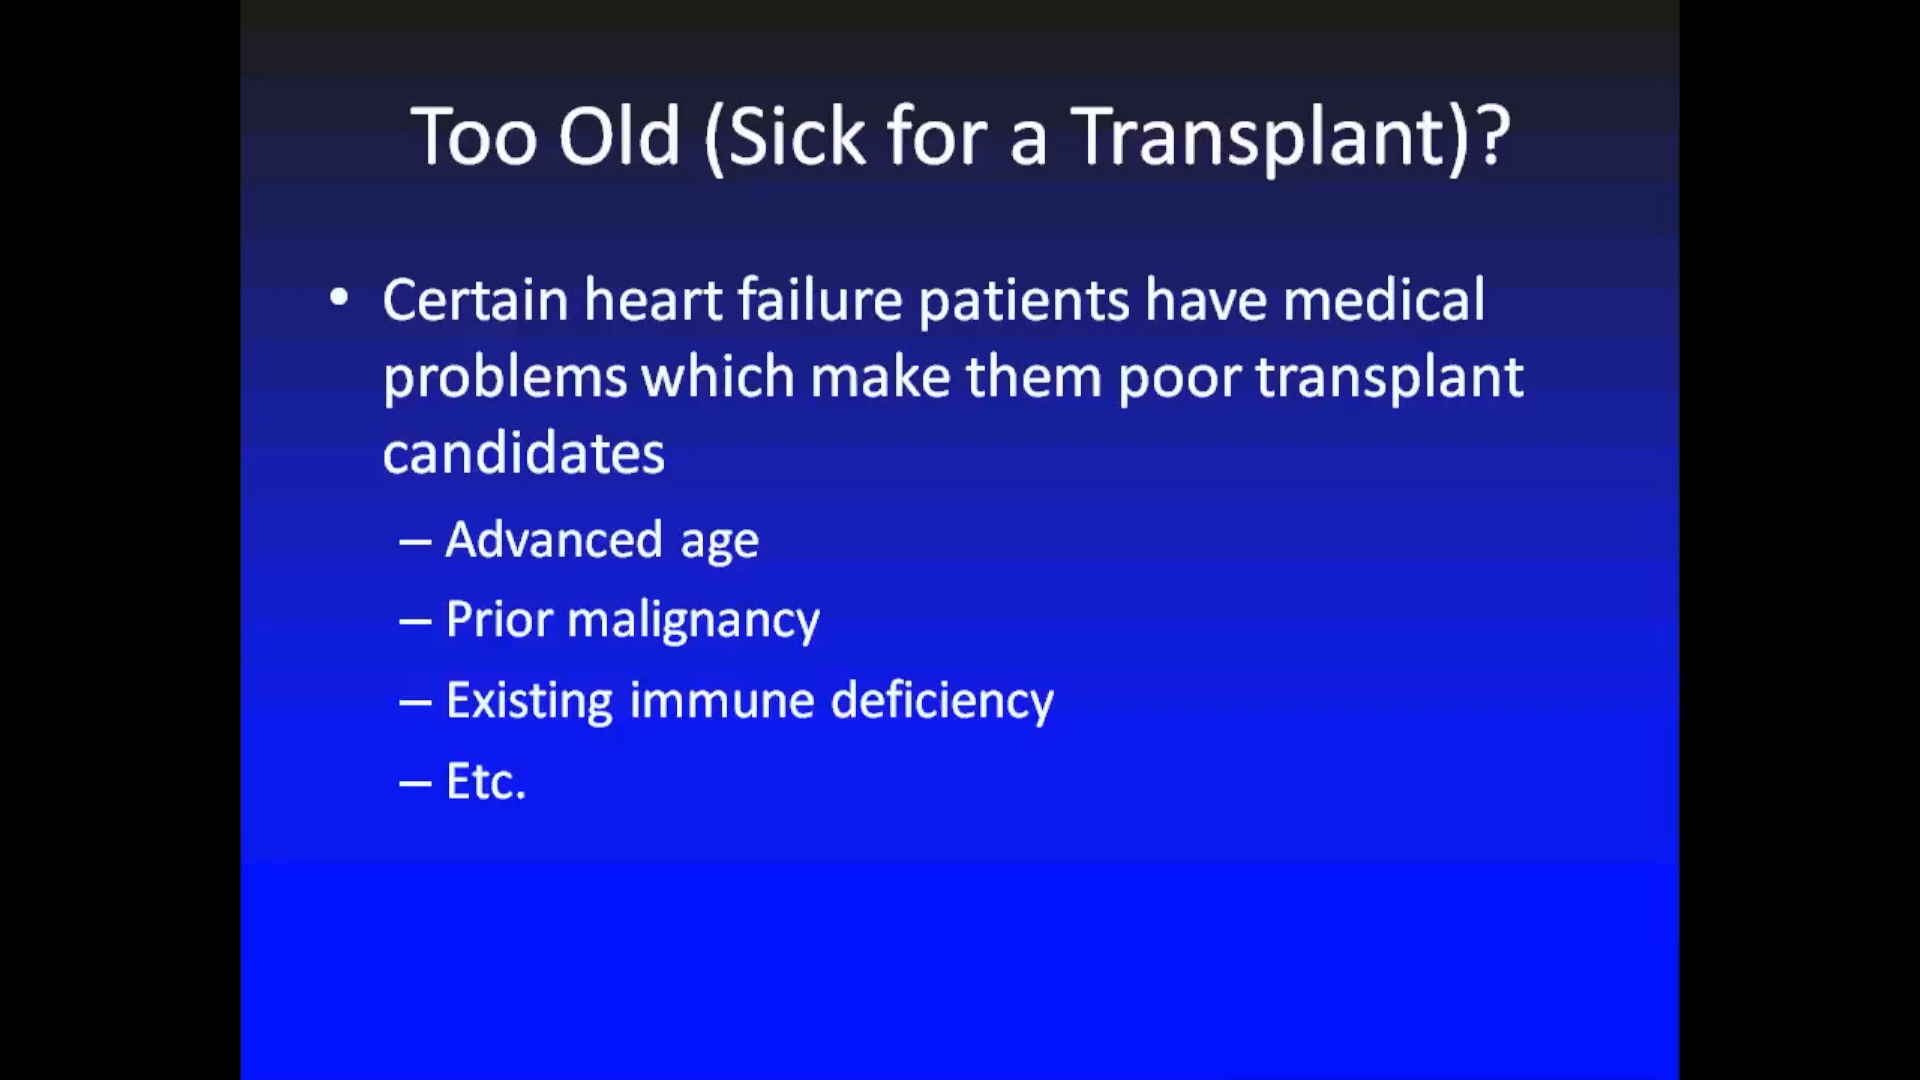 Too Old (Sick for a Transplant)?
• Certain heart failure patients have medical
problems which make them poor transplant
candidates
– Advanced age
– Prior malignancy
– Existing immune deficiency
– Etc.